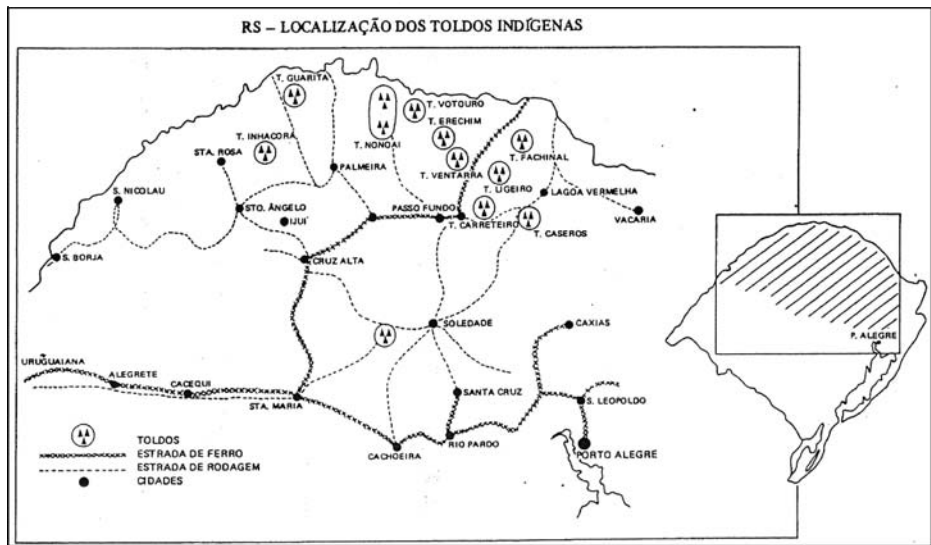 RS – LOCALIZAÇÃO DOS TOLDOS INDÍGENAS
T. GUARITA
T. VOTOURO
T. ERECHIM
T. INHACORÁ
T. NONOAI
T. FACHINAL
STA. ROSA
PALMEIRA
T. VENTARRA
T. LIGEIRO
LAGOA VERMELHA
S. NICOLAU
STO. ÂNGELO
PASSO FUNDO
VACARIA
IJUÍ
T. CARRETEIRO
T. CASEROS
S. BORJA
CRUZ ALTA
SOLEDADE
CAXIAS
P. ALEGRE
URUGUAIANA
ALEGRETE
CACEQUI
STA. MARIA
SANTA CRUZ
S. LEOPOLDO
TOLDOS
ESTRADA DE FERRO
ESTRADA DE RODAGEM
CIDADES
CACHOEIRA
RIO PARDO
PORTO ALEGRE